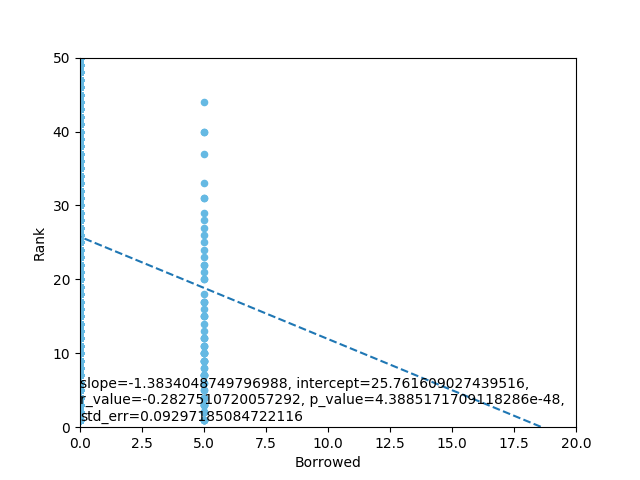 50
40
30
20
10
0
Rank
slope=-1.3834048749796988, intercept=25.761609027439516,
r_value=-0.2827510720057292, p_value=4.3885171709118286e-48,
std_err=0.09297185084722116
0.0 2.5 5.0 7.5 10.0 12.5 15.0 17.5 20.0
Borrowed